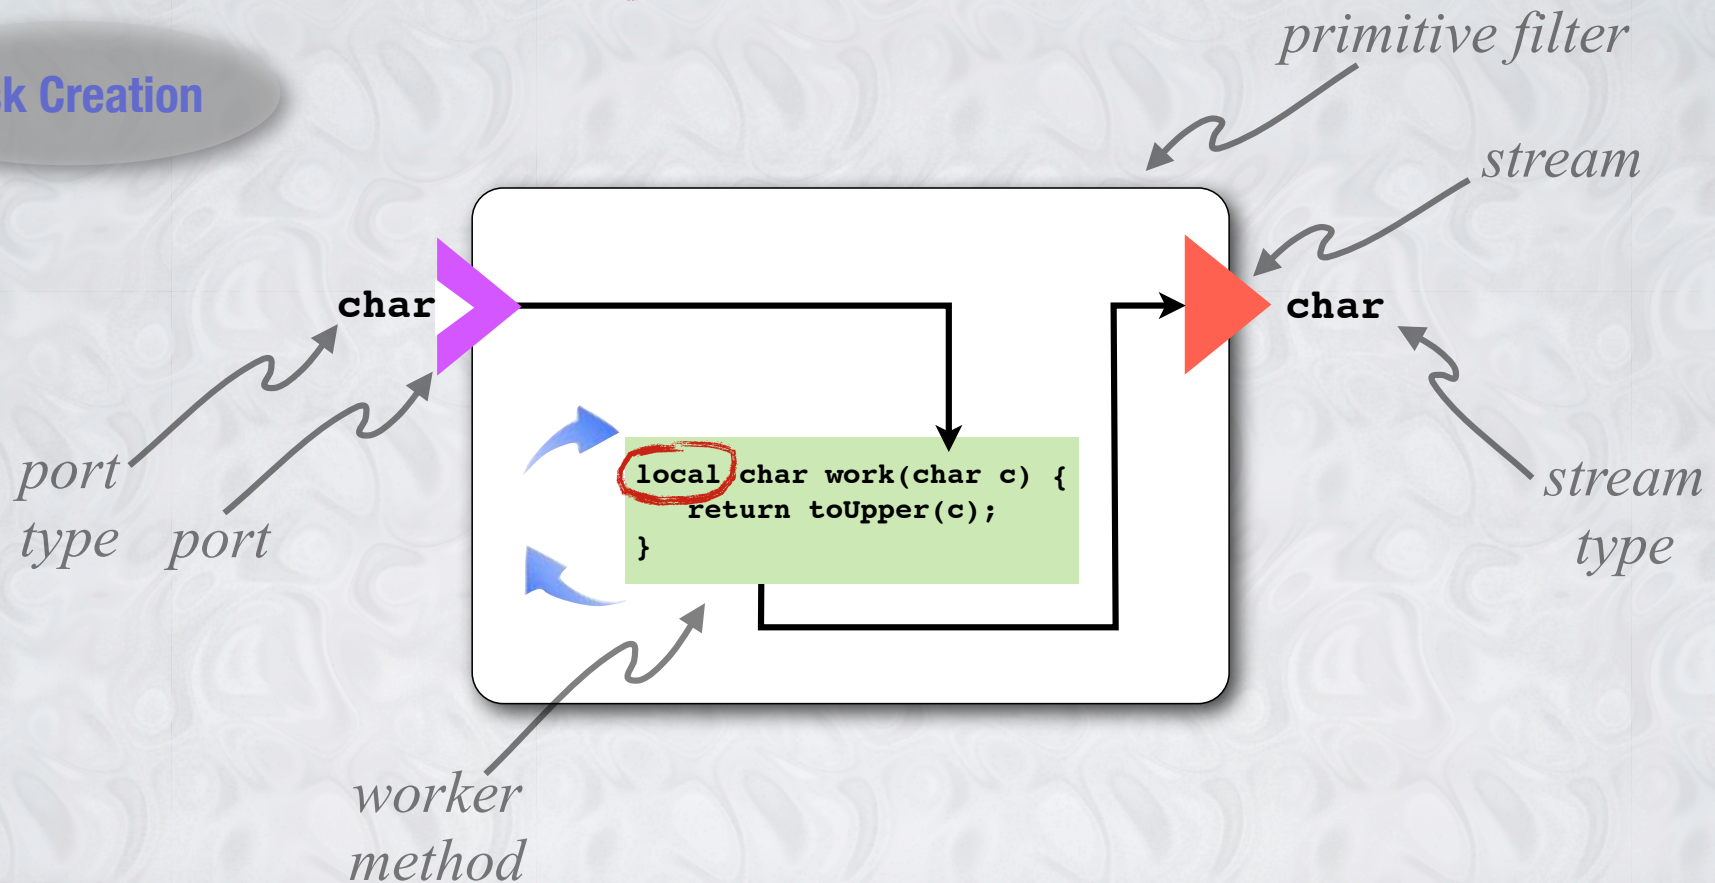 primitive filter
k Creation
stream
char
char
local char work(char c) {
return toUpper(c);
}
port
type
port
stream
type
worker
method